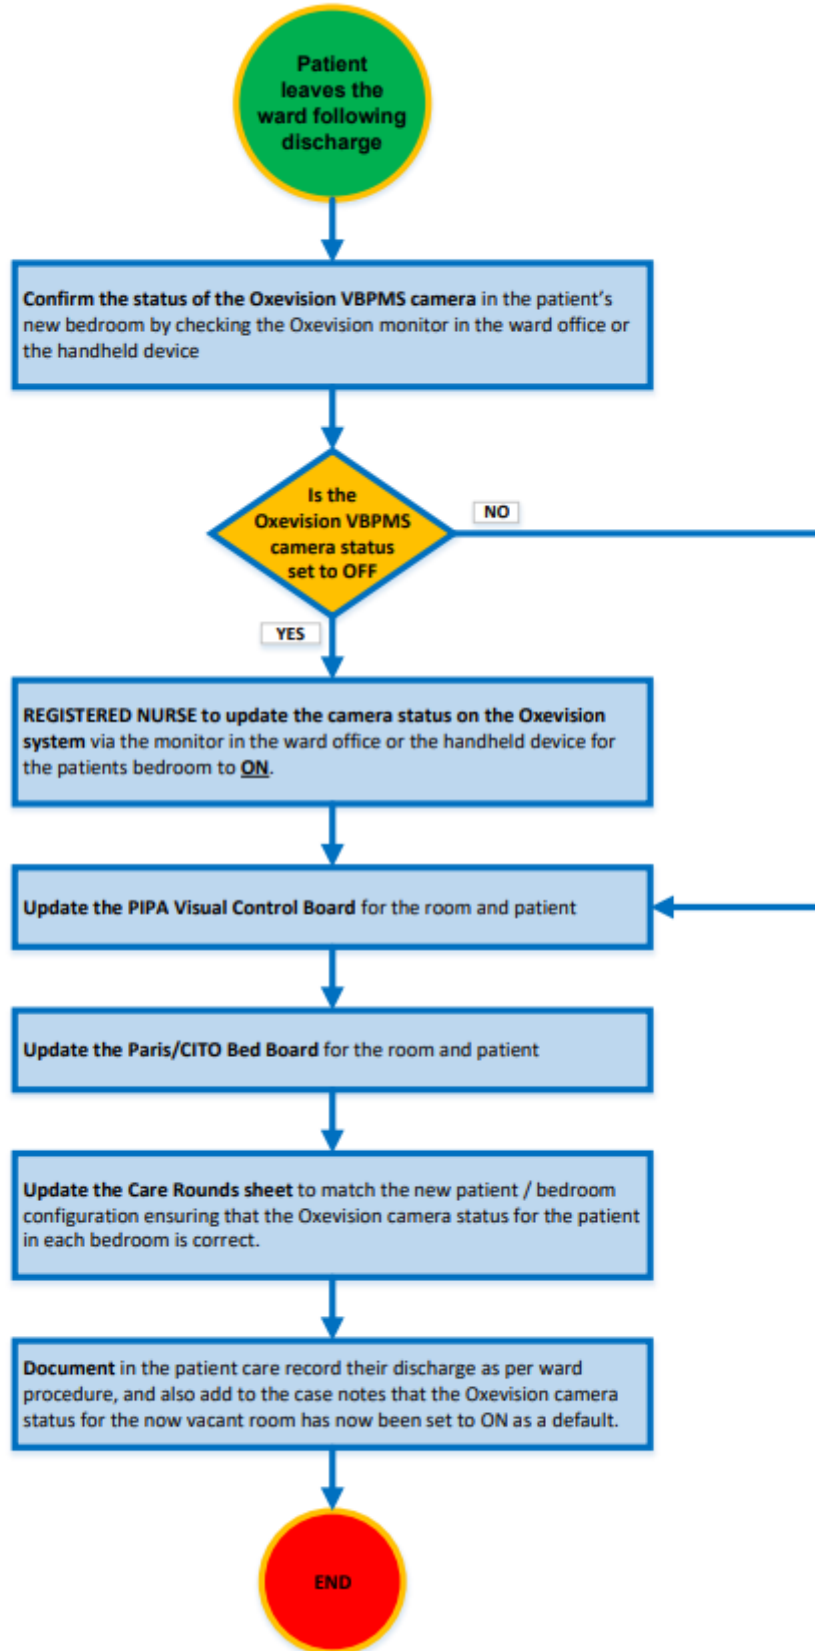 Patient
leaves the
ward following
discharge
Confirm the status of the Oxevision VBPMS camera in the patient's
new bedroom by checking the Oxevision monitor in the ward office or
the handheld device
Is the
Oxevision VBPMS
camera status
set to OFF
NO
YES
REGISTERED NURSE to update the camera status on the Oxevision
system via the monitor in the ward office or the handheld device for
the patients bedroom to ON.
Update the PIPA Visual Control Board for the room and patient
Update the Paris/CITO Bed Board for the room and patient
Update the Care Rounds sheet to match the new patient / bedroom
configuration ensuring that the Oxevision camera status for the patient
in each bedroom is correct.
Document in the patient care record their discharge as per ward
procedure, and also add to the case notes that the Oxevision camera
status for the now vacant room has now been set to ON as a default.
END